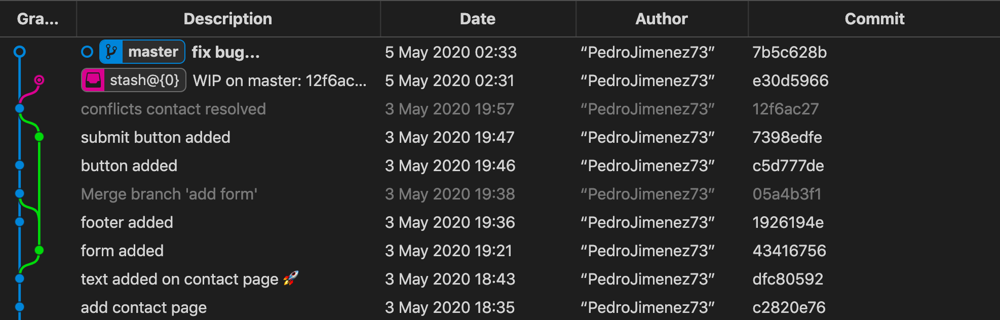 Gra... Description Date Author Commit
master fix bug... 5 May 2020 02:33 “PedroJimenez73” 7b5c628b
stash@{0} WIP on master: 12f6ac... 5 May 2020 02:31 “PedroJimenez73” e30d5966
conflicts contact resolved 3 May 2020 19:57 “PedroJimenez73” 12f6ac27
submit button added 3 May 2020 19:47 “PedroJimenez73” 7398edfe
button added 3 May 2020 19:46 “PedroJimenez73” c5d777de
Merge branch 'add form' 3 May 2020 19:38 “PedroJimenez73” 05a4b3f1
footer added 3 May 2020 19:36 “PedroJimenez73” 1926194e
form added 3 May 2020 19:21 “PedroJimenez73” 43416756
text added on contact page 🚀 3 May 2020 18:43 “PedroJimenez73” dfc80592
add contact page 3 May 2020 18:35 “PedroJimenez73” c2820e76